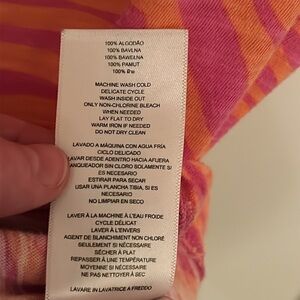 100% ALGODÃO
100% BAVLNA
100% BAWEŁNA
100% PAMUT
100% ฝ้าย
MACHINE WASH COLD
DELICATE CYCLE
WASH INSIDE OUT
ONLY NON-CHLORINE BLEACH
WHEN NEEDED
LAY FLAT TO DRY
WARM IRON IF NEEDED
DO NOT DRY CLEAN
LAVADO A MÁQUINA CON AGUA FRÍA
CICLO DELICADO
LAVAR DESDE ADENTRO HACIA AFUERA
BLANQUEADOR SIN CLORO SOLAMENTE SI
ES NECESARIO
ESTIRAR PARA SECAR
USAR UNA PLANCHA TIBIA, SI ES
NECESARIO
NO LIMPIAR EN SECO
LAVER À LA MACHINE À L'EAU FROIDE
CYCLE DÉLICAT
LAVER À L'ENVERS
AGENT DE BLANCHIMENT NON CHLORÉ
SEULEMENT SI NÉCESSAIRE
SÉCHER À PLAT
REPASSER À UNE TEMPÉRATURE
MOYENNE SI NÉCESSAIRE
NE PAS NETTOYER À SEC
LAVARE IN LAVATRICE A FREDDO